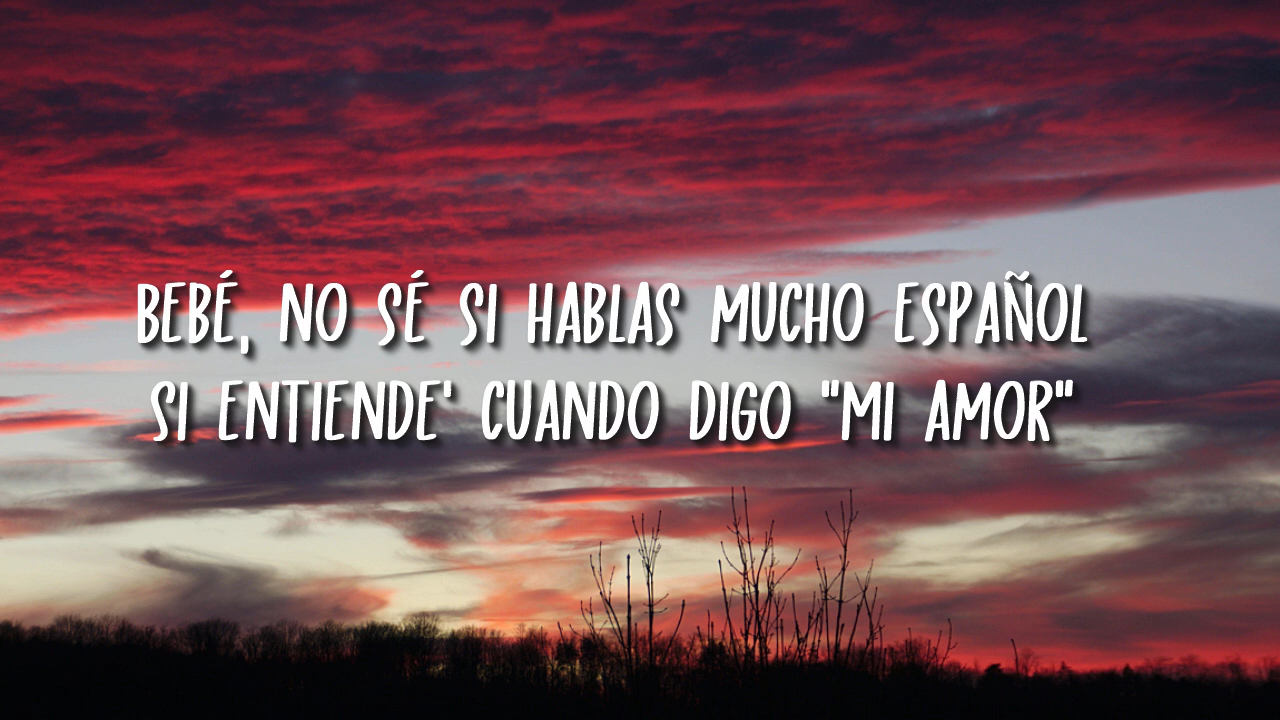 BEBÉ, NO SÉ SI HABLAS MUCHO ESPAÑOL
SI ENTIENDE' CUANDO DIGO "MI AMOR"